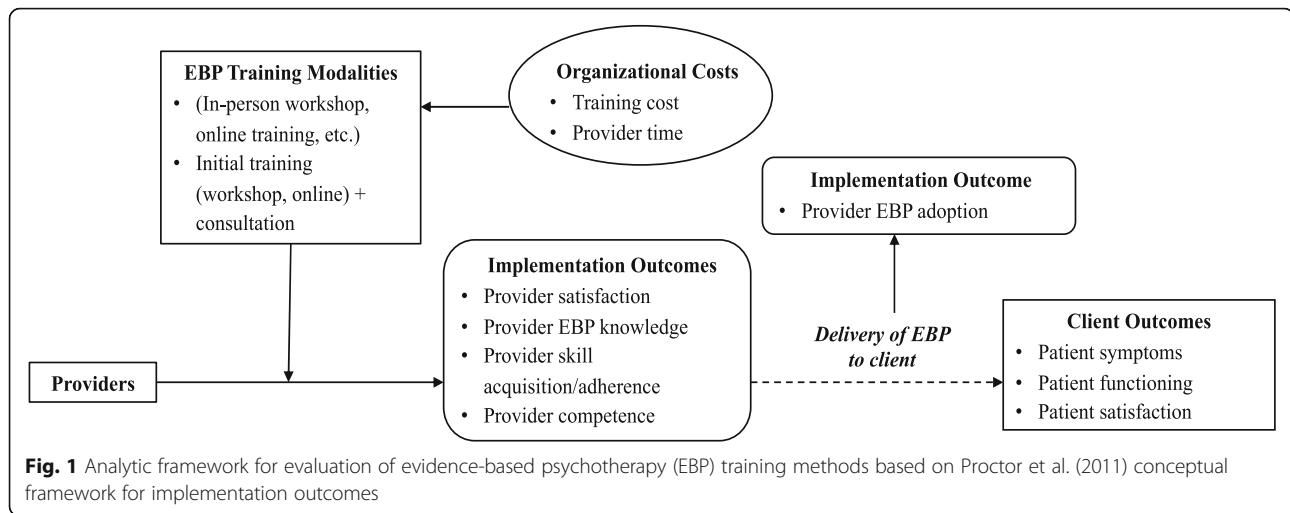 EBP Training Modalities
• (In-person workshop,
online training, etc.)
• Initial training
(workshop, online) +
consultation
Organizational Costs
• Training cost
• Provider time
Implementation Outcome
• Provider EBP adoption
Implementation Outcomes
• Provider satisfaction
• Provider EBP knowledge
• Provider skill
acquisition/adherence
• Provider competence
Delivery of EBP
to client
Client Outcomes
• Patient symptoms
• Patient functioning
• Patient satisfaction
Providers
Fig. 1 Analytic framework for evaluation of evidence-based psychotherapy (EBP) training methods based on Proctor et al. (2011) conceptual
framework for implementation outcomes